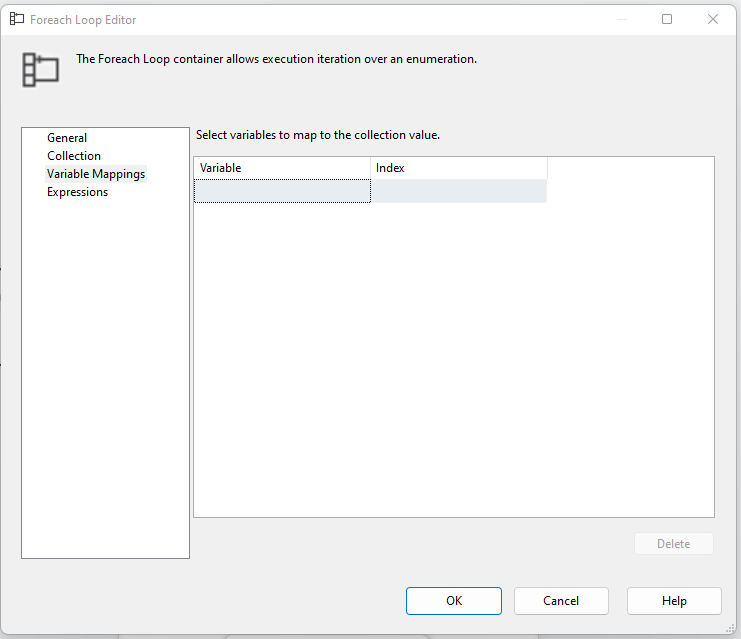 Foreach Loop Editor
The Foreach Loop container allows execution iteration over an enumeration.
General
Collection
Variable Mappings
Expressions
Select variables to map to the collection value.
Variable Index
Delete
OK Cancel Help